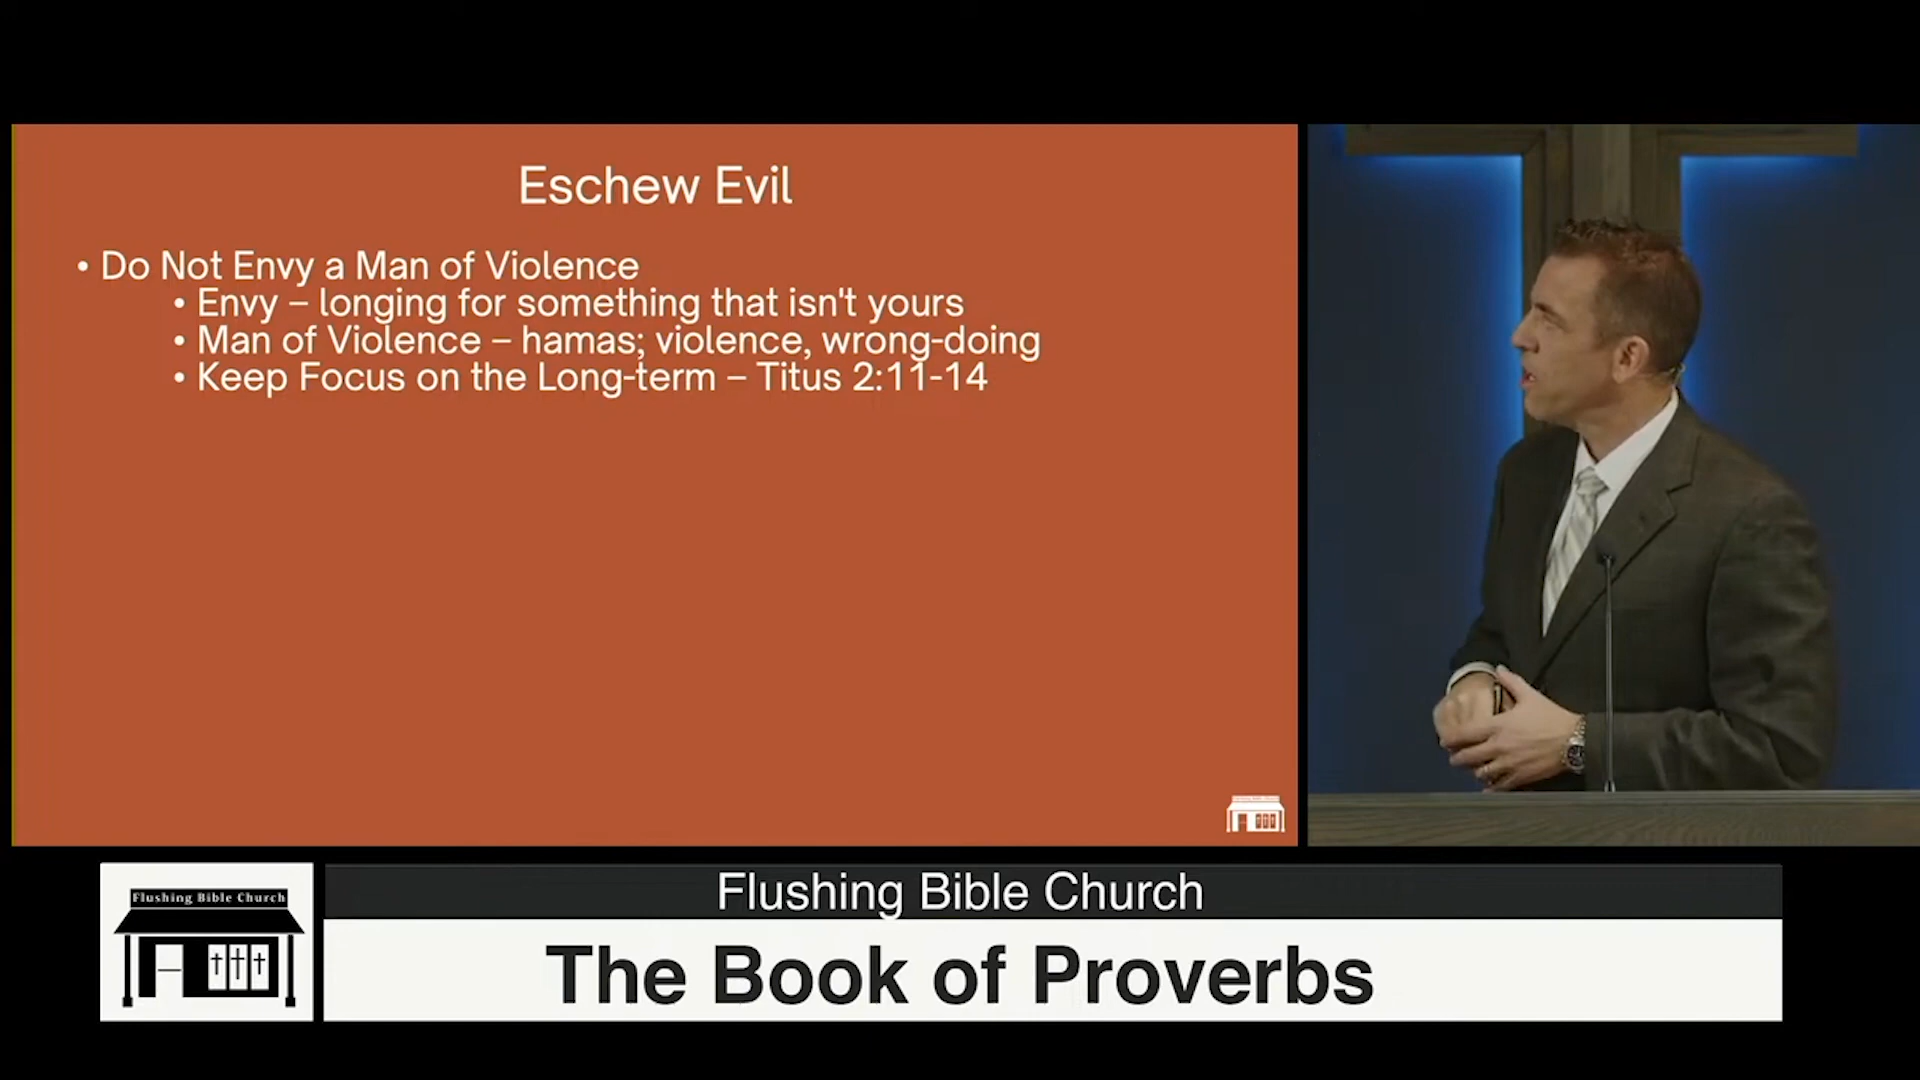 Eschew Evil
• Do Not Envy a Man of Violence
• Envy – longing for something that isn't yours
• Man of Violence – hamas; violence, wrong-doing
• Keep Focus on the Long-term – Titus 2:11-14
Flushing Bible Church
Flushing Bible Church
The Book of Proverbs